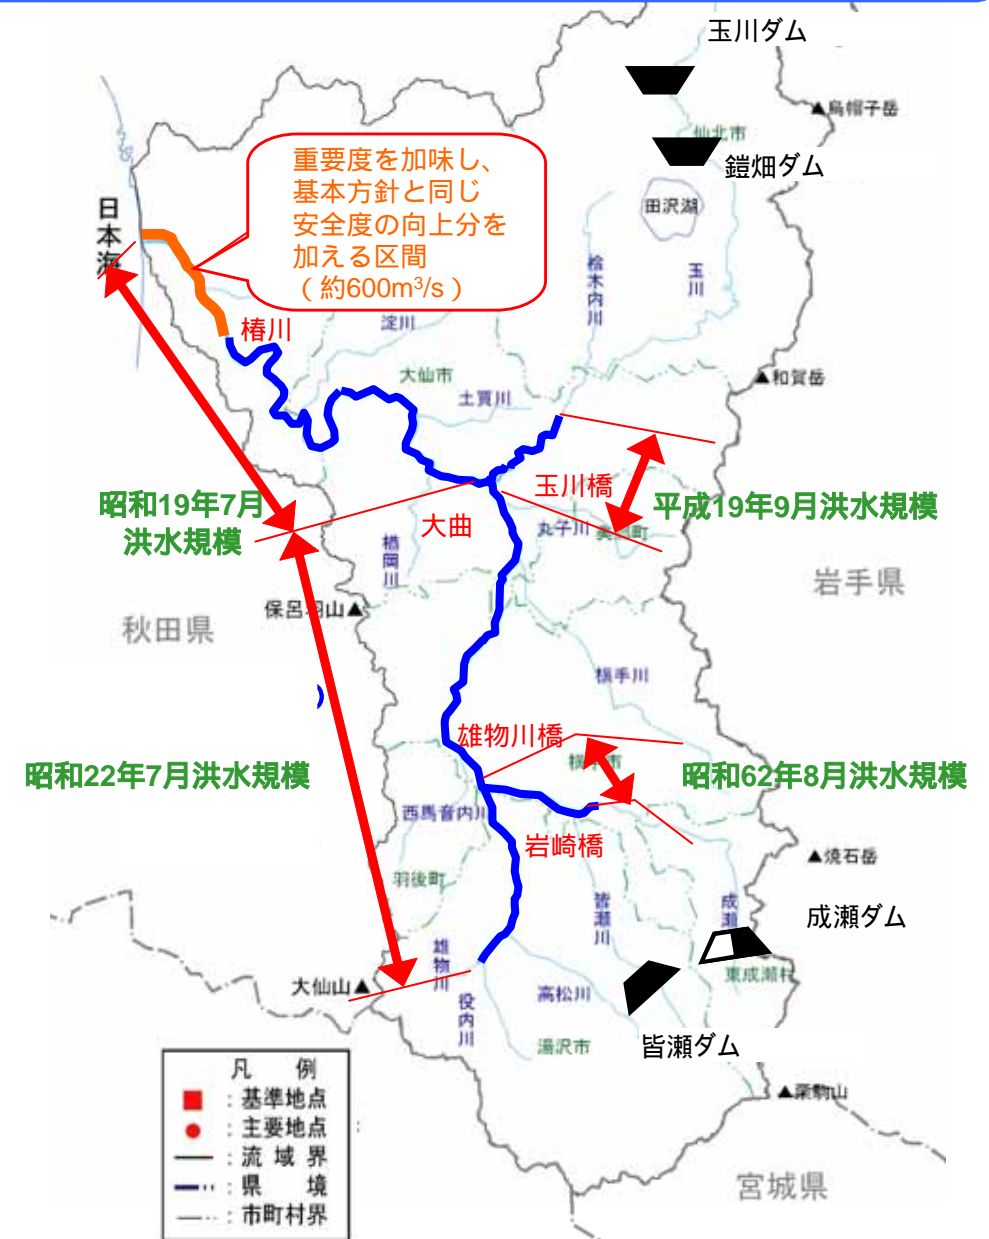 玉川ダム
▲烏帽子岳
仙北市
鎧畑ダム
重要度を加味し、
基本方針と同じ
安全度の向上分を
加える区間
（約600m³/s）
田沢湖
日本海
桧木内川
玉川
椿川
淀川
大仙市
土買川
▲和賀岳
玉川橋
昭和19年7月
洪水規模
平成19年9月洪水規模
大曲
丸子川
美郷町
楢岡川
岩手県
保呂羽山▲
秋田県
横手川
雄物川橋
横手市
昭和22年7月洪水規模
昭和62年8月洪水規模
西馬音内川
岩崎橋
▲焼石岳
羽後町
皆瀬川
成瀬
成瀬ダム
雄物川
東成瀬村
大仙山▲
役内川
高松川
湯沢市
皆瀬ダム
▲栗駒山
宮城県
凡 例
：基準地点
：主要地点
：流域界
：県 境
：市町村界